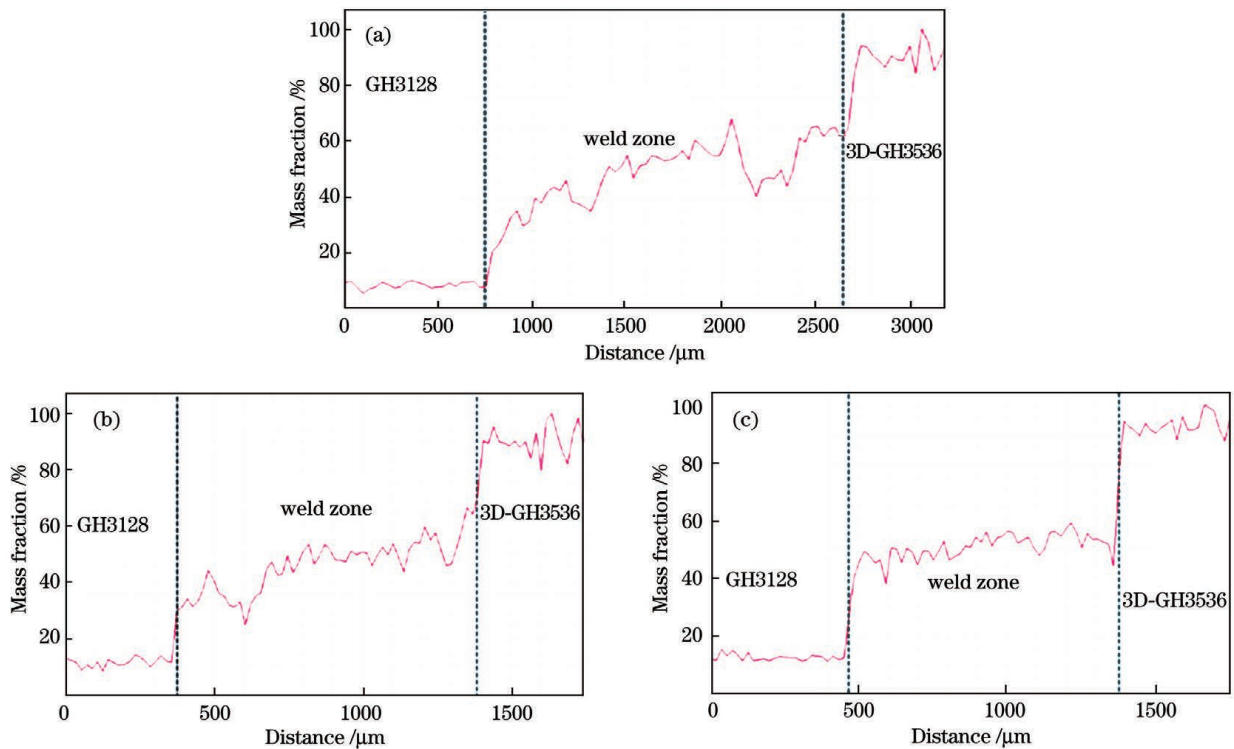 (a)
100
GH3128
80
weld zone
60
3D-GH3536
40
20
Mass fraction /%
0 500 1000 1500 2000 2500 3000
Distance /μm
(b)
100
80
weld zone
3D-GH3536
GH3128
60
40
20
Mass fraction /%
0 500 1000 1500
Distance /μm
(c)
100
80
60
GH3128
weld zone
40
3D-GH3536
20
Mass fraction /%
0 500 1000 1500
Distance /μm